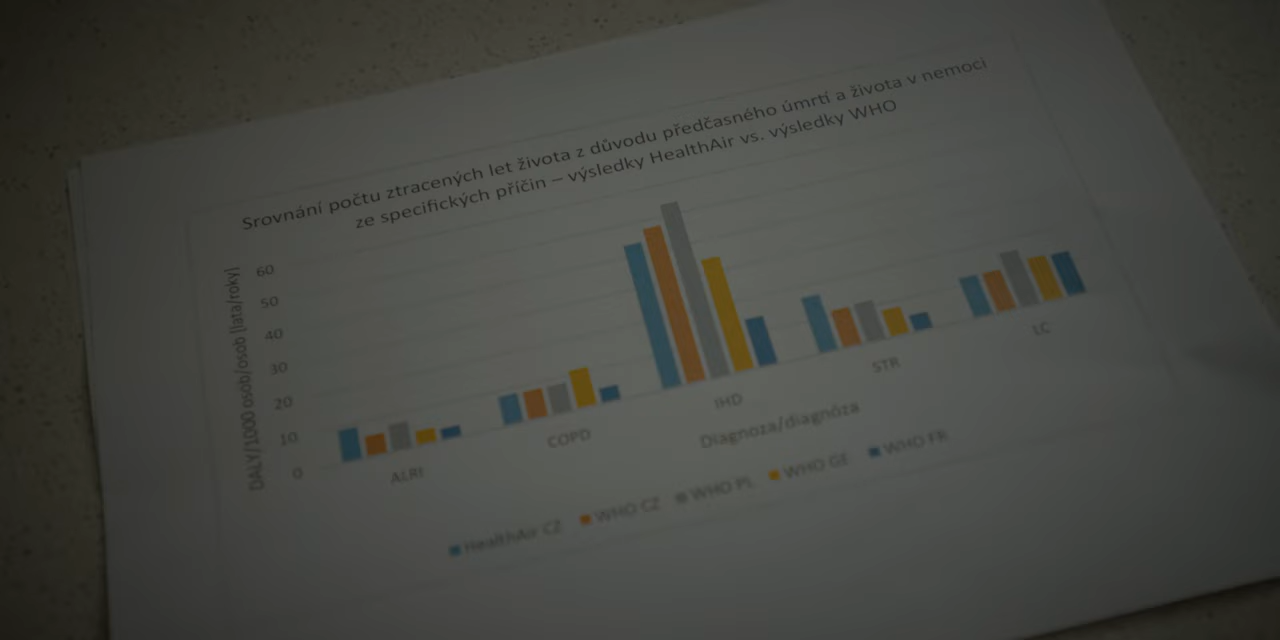 Srovnání počtu ztracených let života z důvodu předčasného úmrtí a života v nemoci
ze specifických příčin – výsledky HealthAir vs. výsledky WHO
DALY/1000 osob/osob [lata/roky]
60
50
40
30
20
10
0
ALRI
COPD
IHD
STR
LC
Diagnoza/diagnóza
HealthAir CZ WHO CZ WHO PL WHO GE WHO FR